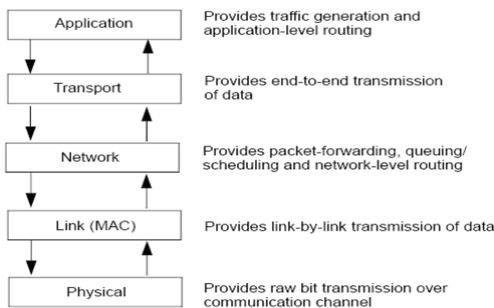 Application
Provides traffic generation and
application-level routing
Transport
Provides end-to-end transmission
of data
Network
Provides packet-forwarding, queuing/
scheduling and network-level routing
Link (MAC)
Provides link-by-link transmission of data
Physical
Provides raw bit transmission over
communication channel